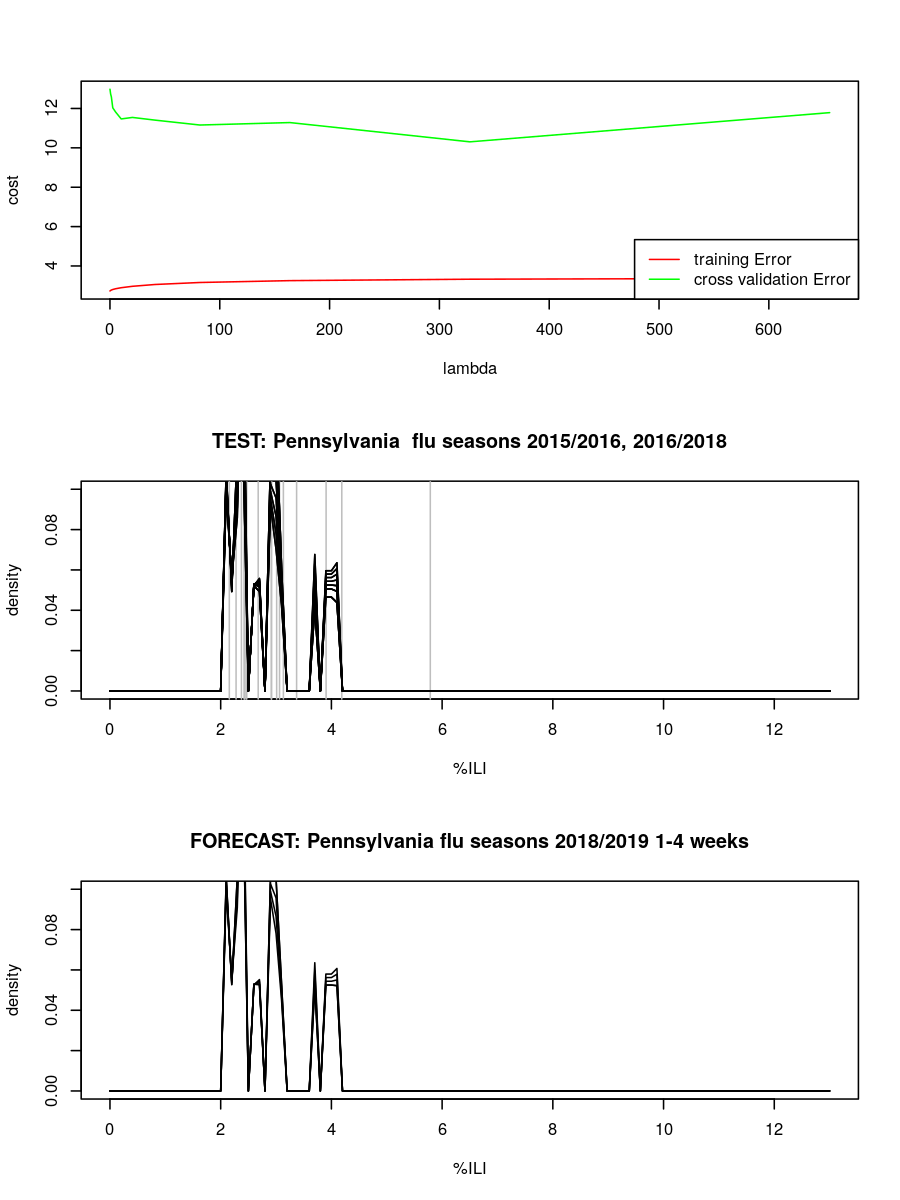 12
10
8
6
4
cost
training Error
cross validation Error
0 100 200 300 400 500 600
lambda
TEST: Pennsylvania  flu seasons 2015/2016, 2016/2018
0.08
0.04
0.00
density
0 2 4 6 8 10 12
%ILI
FORECAST: Pennsylvania flu seasons 2018/2019 1-4 weeks
0.08
0.04
0.00
density
0 2 4 6 8 10 12
%ILI